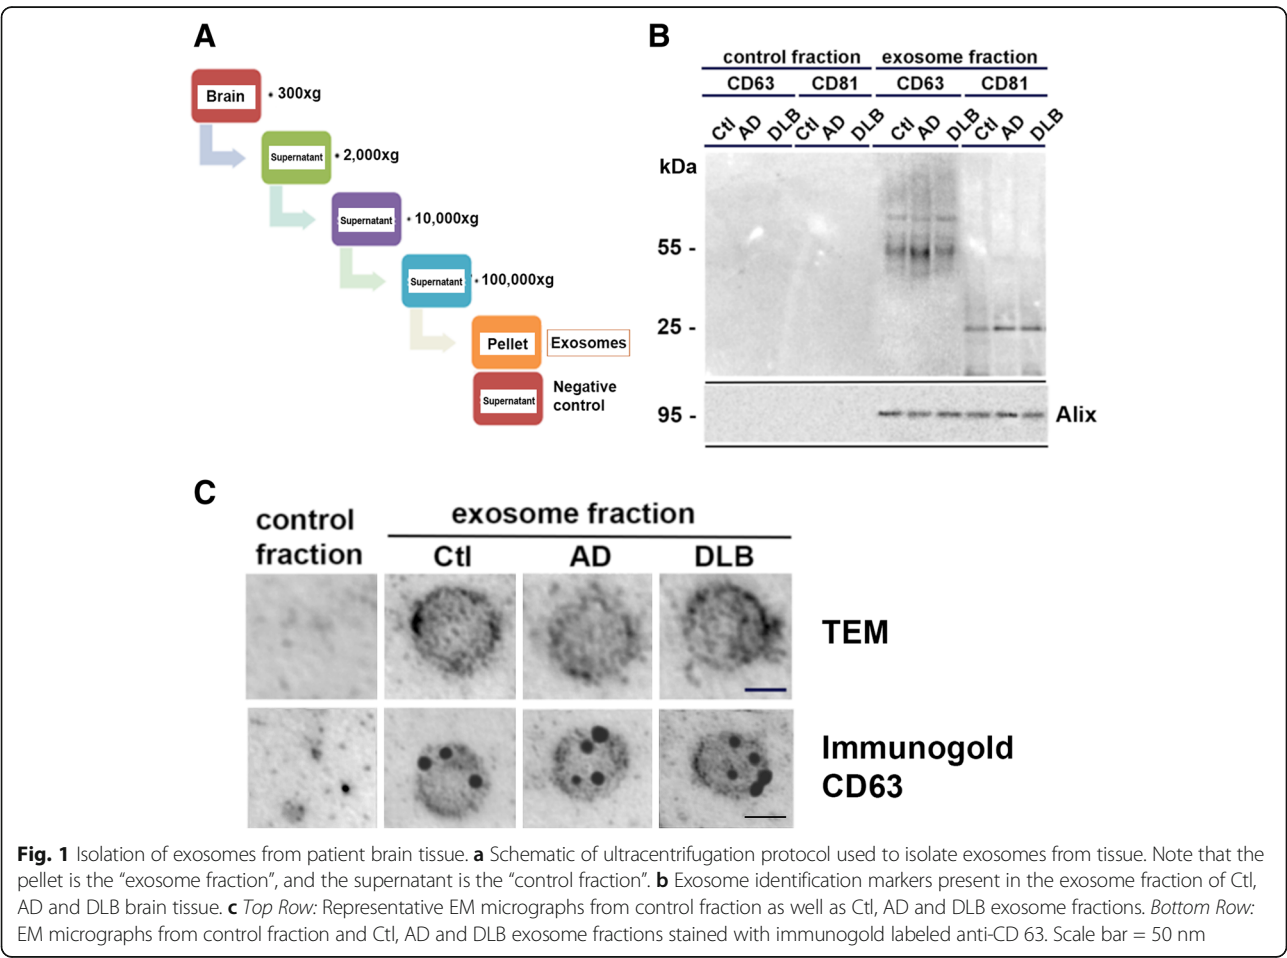 A
Brain
• 300xg
Supernatant
• 2,000xg
Supernatant
• 10,000xg
Supernatant
• 100,000xg
Pellet
Exosomes
Supernatant
Negative
control
B
control fraction exosome fraction
CD63 CD81 CD63 CD81
Ctl AD DLB Ctl AD DLB Ctl AD DLB Ctl AD DLB
kDa
55 -
25 -
95 -
Alix
C
control
fraction
exosome fraction
Ctl AD DLB
TEM
Immunogold
CD63
Fig. 1 Isolation of exosomes from patient brain tissue. a Schematic of ultracentrifugation protocol used to isolate exosomes from tissue. Note that the
pellet is the “exosome fraction”, and the supernatant is the “control fraction”. b Exosome identification markers present in the exosome fraction of Ctl,
AD and DLB brain tissue. c Top Row: Representative EM micrographs from control fraction as well as Ctl, AD and DLB exosome fractions. Bottom Row:
EM micrographs from control fraction and Ctl, AD and DLB exosome fractions stained with immunogold labeled anti-CD 63. Scale bar = 50 nm